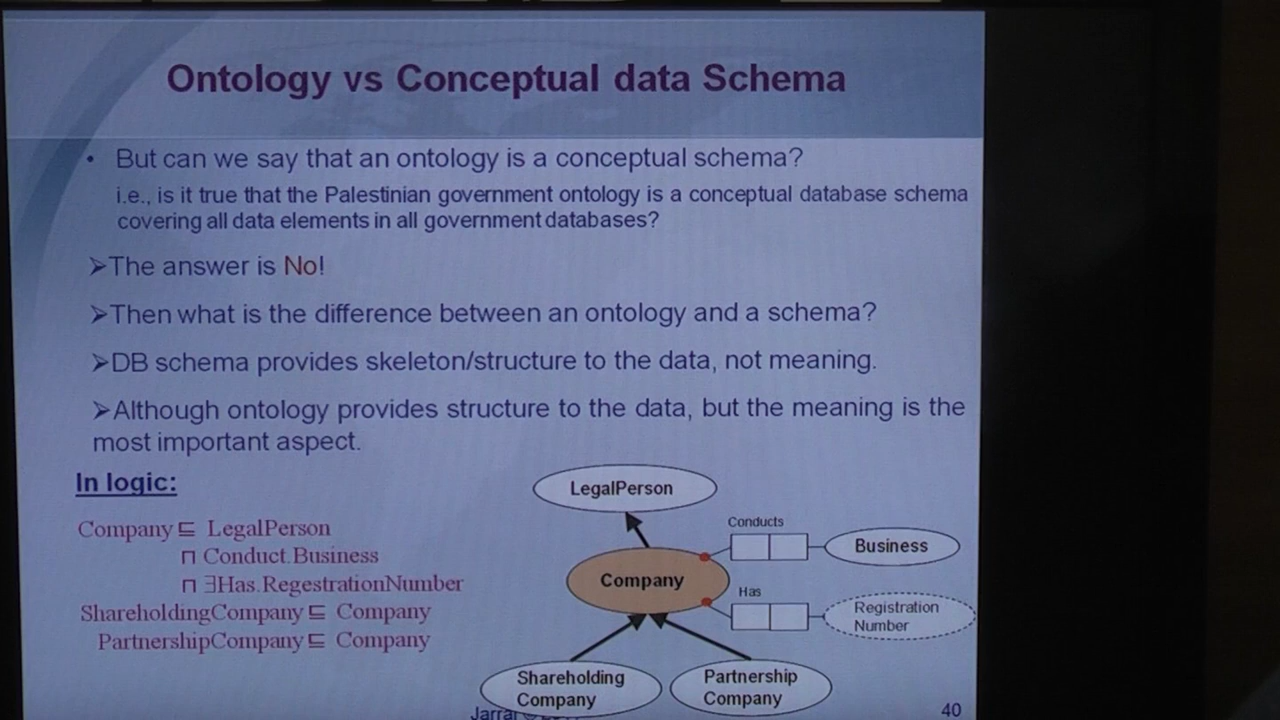 Ontology vs Conceptual data Schema
• But can we say that an ontology is a conceptual schema?
i.e., is it true that the Palestinian government ontology is a conceptual database schema
covering all data elements in all government databases?
➢The answer is No!
➢Then what is the difference between an ontology and a schema?
➢DB schema provides skeleton/structure to the data, not meaning.
➢Although ontology provides structure to the data, but the meaning is the
most important aspect.
In logic:
Company ⊑ LegalPerson
⊓ Conduct.Business
⊓ ∃Has.RegestrationNumber
ShareholdingCompany ⊑ Company
PartnershipCompany ⊑ Company
LegalPerson
Conducts
Business
Company
Has
Registration
Number
Shareholding
Company
Partnership
Company
Jarrar ©
40